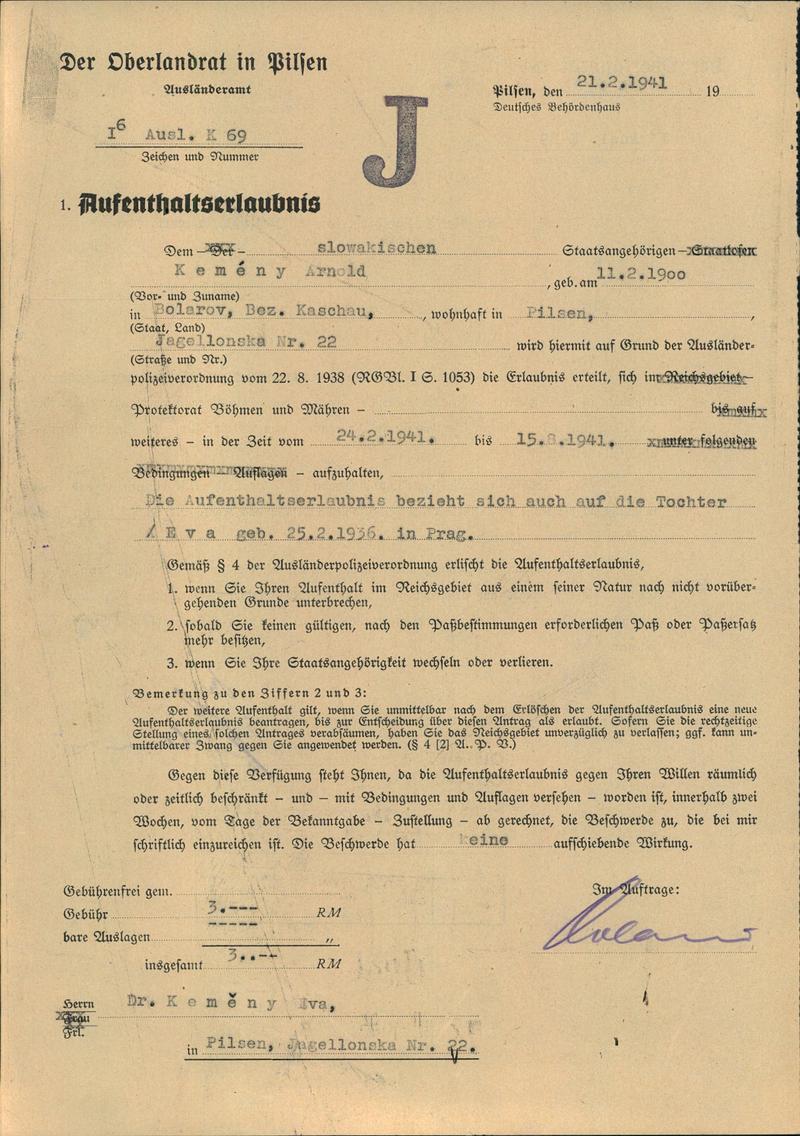 Der Oberlandrat in Pilsen
Ausländeramt
Pilsen, den 21.2.1941 19
Deutsches Behördenhaus
J
I6 Ausl. K 69
Zeichen und Nummer
1. Aufenthaltserlaubnis
Dem – Der – slowakischen Staatsangehörigen – Staatlosen
K e m é n y Arnold, geb. am 11.2.1900
(Vor- und Zuname)
in Bolarov, Bez. Kaschau, , wohnhaft in Pilsen, ,
(Staat, Land)
Jagellonska Nr. 22 wird hiermit auf Grund der Ausländer-
(Straße und Nr.)
polizeiverordnung vom 22. 8. 1938 (RGBl. I S. 1053) die Erlaubnis erteilt, sich im Reichsgebiet –
Protektorat Böhmen und Mähren – bis auf
weiteres – in der Zeit vom 24.2.1941. bis 15.8.1941. unter folgenden
Bedingungen – Auflagen – aufzuhalten,
Die Aufenthaltserlaubnis bezieht sich auch auf die Tochter
E v a geb. 25.2.1936. in Prag.
Gemäß § 4 der Ausländerpolizeiverordnung erlischt die Aufenthaltserlaubnis,
1. wenn Sie Ihren Aufenthalt im Reichsgebiet aus einem seiner Natur nach nicht vorüber-
gehenden Grunde unterbrechen,
2. sobald Sie keinen gültigen, nach den Paßbestimmungen erforderlichen Paß oder Paßersatz
mehr besitzen,
3. wenn Sie Ihre Staatsangehörigkeit wechseln oder verlieren.
Bemerkung zu den Ziffern 2 und 3:
Der weitere Aufenthalt gilt, wenn Sie unmittelbar nach dem Erlöschen der Aufenthaltserlaubnis eine neue
Aufenthaltserlaubnis beantragen, bis zur Entscheidung über diesen Antrag als erlaubt. Sofern Sie die rechtzeitige
Stellung eines solchen Antrages verabsäumen, haben Sie das Reichsgebiet unverzüglich zu verlassen; ggf. kann un-
mittelbarer Zwang gegen Sie angewendet werden. (§ 4 [2] A. P. V.)
Gegen diese Verfügung steht Ihnen, da die Aufenthaltserlaubnis gegen Ihren Willen räumlich
oder zeitlich beschränkt – und – mit Bedingungen und Auflagen versehen – worden ist, innerhalb zwei
Wochen, vom Tage der Bekanntgabe – Zustellung – ab gerechnet, die Beschwerde zu, die bei mir
schriftlich einzureichen ist. Die Beschwerde hat keine aufschiebende Wirkung.
Gebührenfrei gem.
Im Auftrage:
Gebühr 3.--- RM
bare Auslagen ----- „
insgesamt 3..-- RM
Herrn Dr. K e m ě n y Iva,
Frau
Frl.
in Pilsen, Jagellonska Nr. 22.